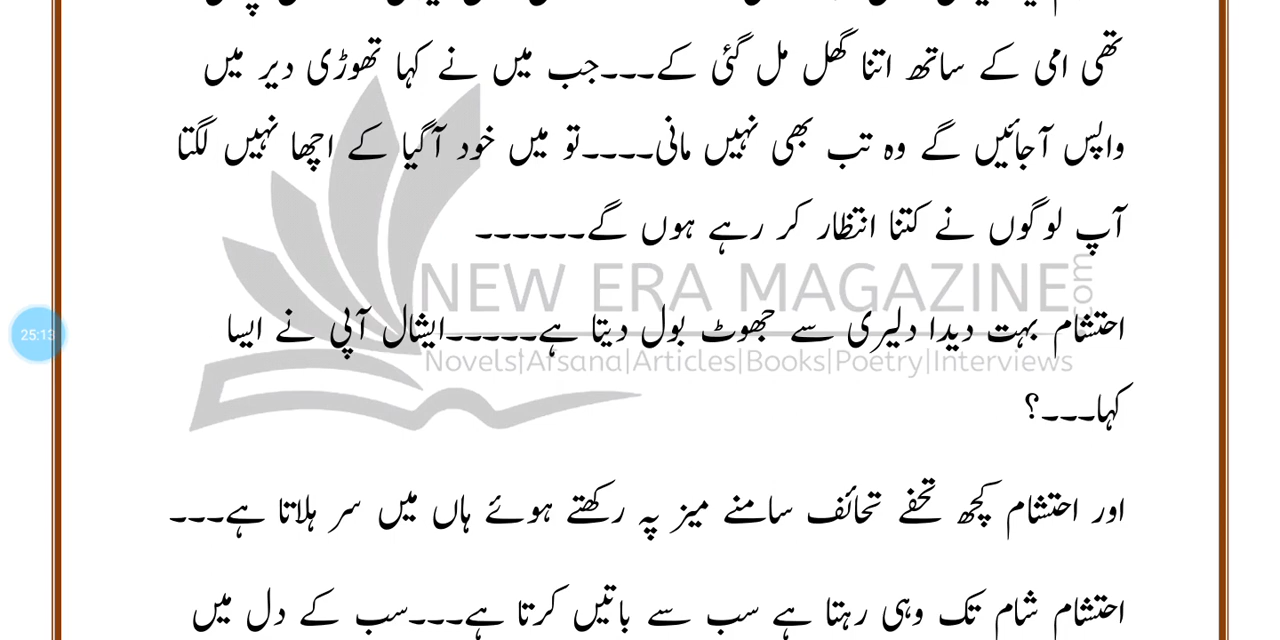 تھی امی کے ساتھ اتنا گھل مل گئی کے۔۔۔جب میں نے کہا تھوڑی دیر میں
واپس آجائیں گے وہ تب بھی نہیں مانی۔۔۔۔تو میں خود آگیا کے اچھا نہیں لگتا
آپ لوگوں نے کتنا انتظار کر رہے ہوں گے۔۔۔۔۔۔
NEW ERA MAGAZINE.com
احتشام بہت دیدا دلیری سے جھوٹ بول دیتا ہے۔۔۔۔۔ایشال آپی نے ایسا
25:13
Novels|Afsana|Articles|Books|Poetry|Interviews
کہا۔۔۔؟
اور احتشام کچھ تحفے تحائف سامنے میز پہ رکھتے ہوئے ہاں میں سر ہلاتا ہے۔۔۔
احتشام شام تک وہی رہتا ہے سب سے باتیں کرتا ہے۔۔۔سب کے دل میں